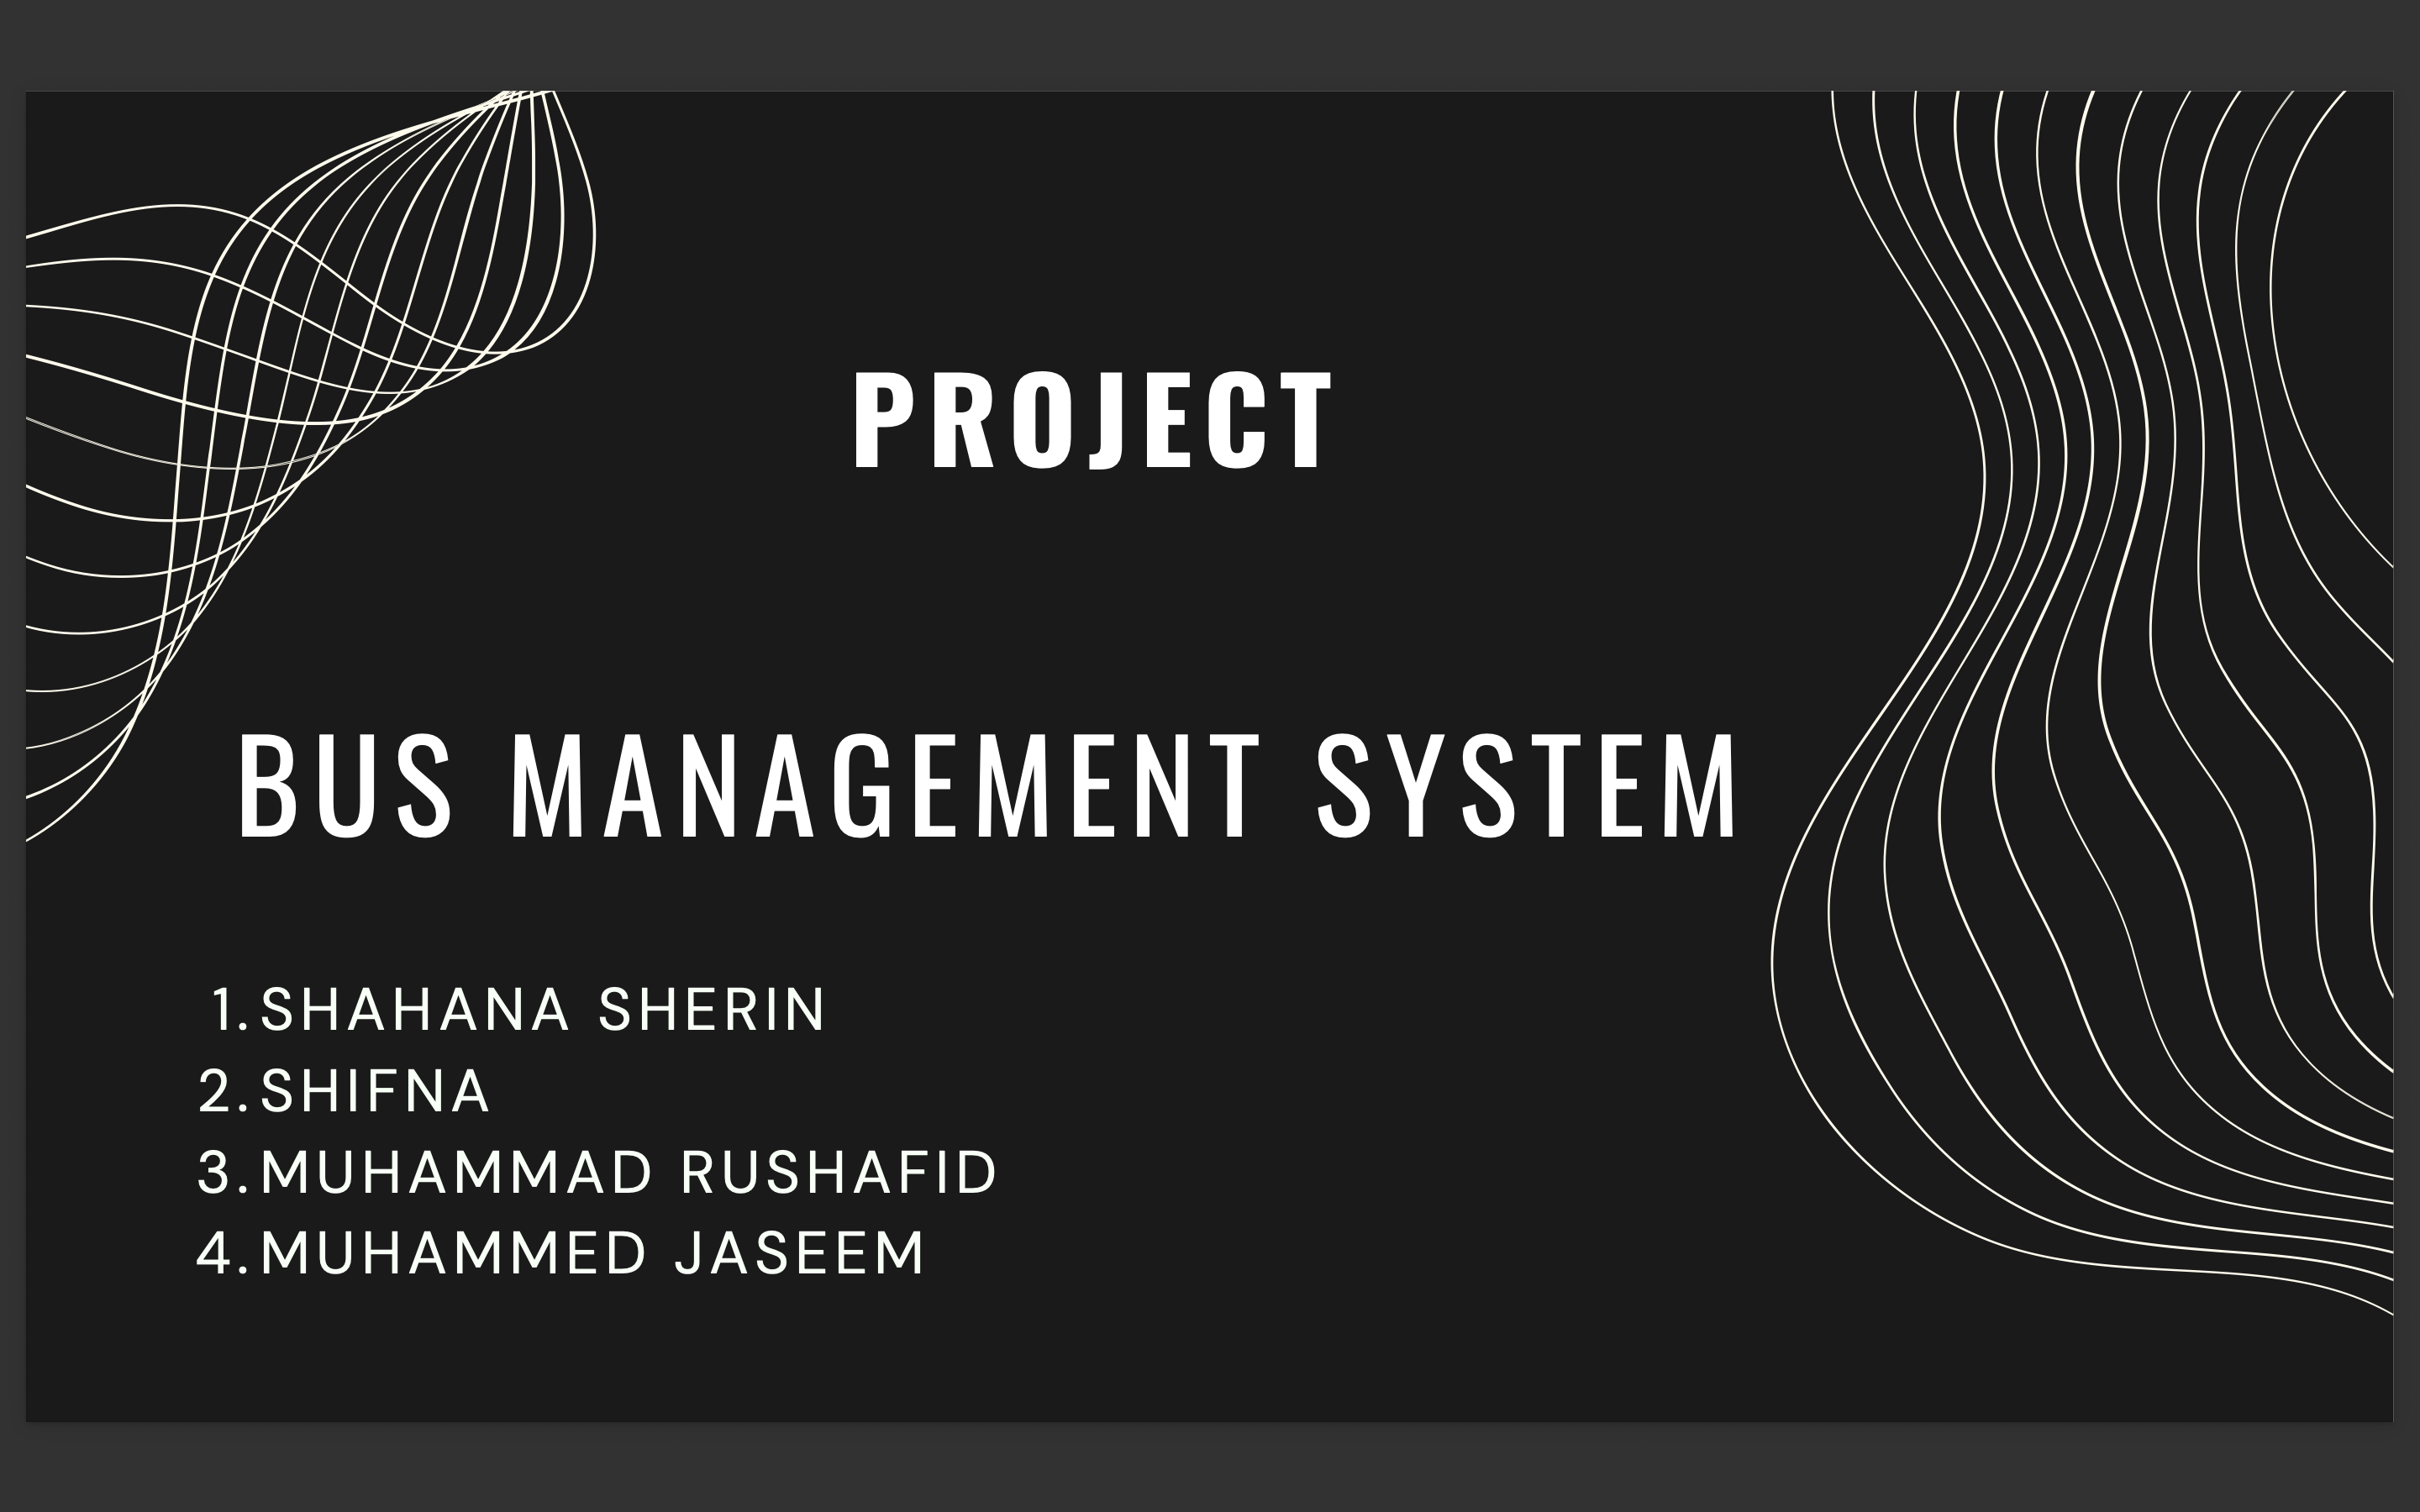 PROJECT
BUS MANAGEMENT SYSTEM
1. SHAHANA SHERIN
2. SHIFNA
3. MUHAMMAD RUSHAFID
4. MUHAMMED JASEEM